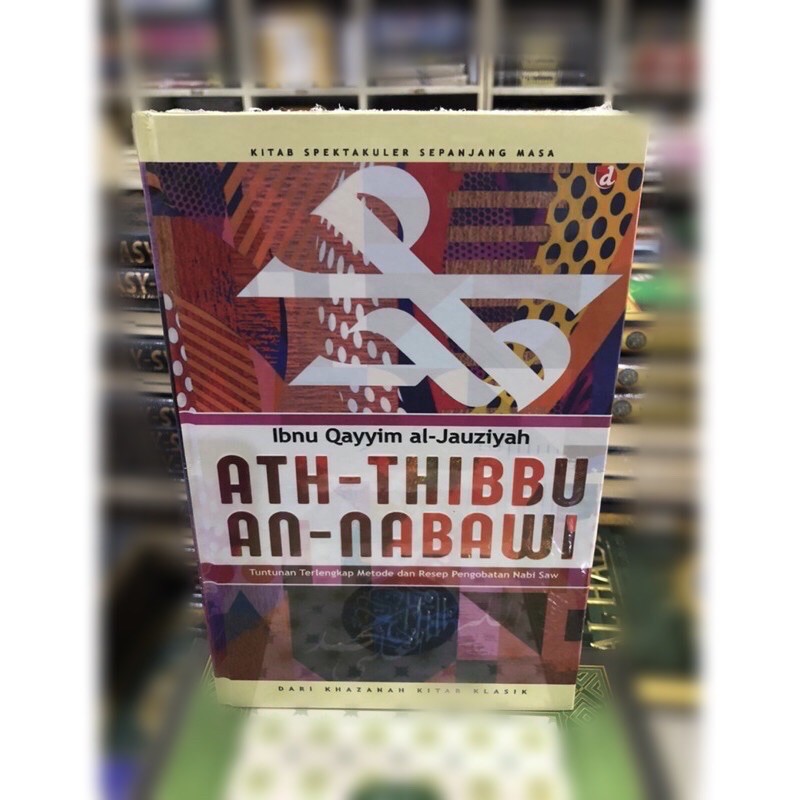 KITAB SPEKTAKULER SEPANJANG MASA
d
Ibnu Qayyim al-Jauziyah
ATH-THIBBU
AN-NABAWI
Tuntunan Terlengkap Metode dan Resep Pengobatan Nabi Saw
DARI KHAZANAH KITAB KLASIK